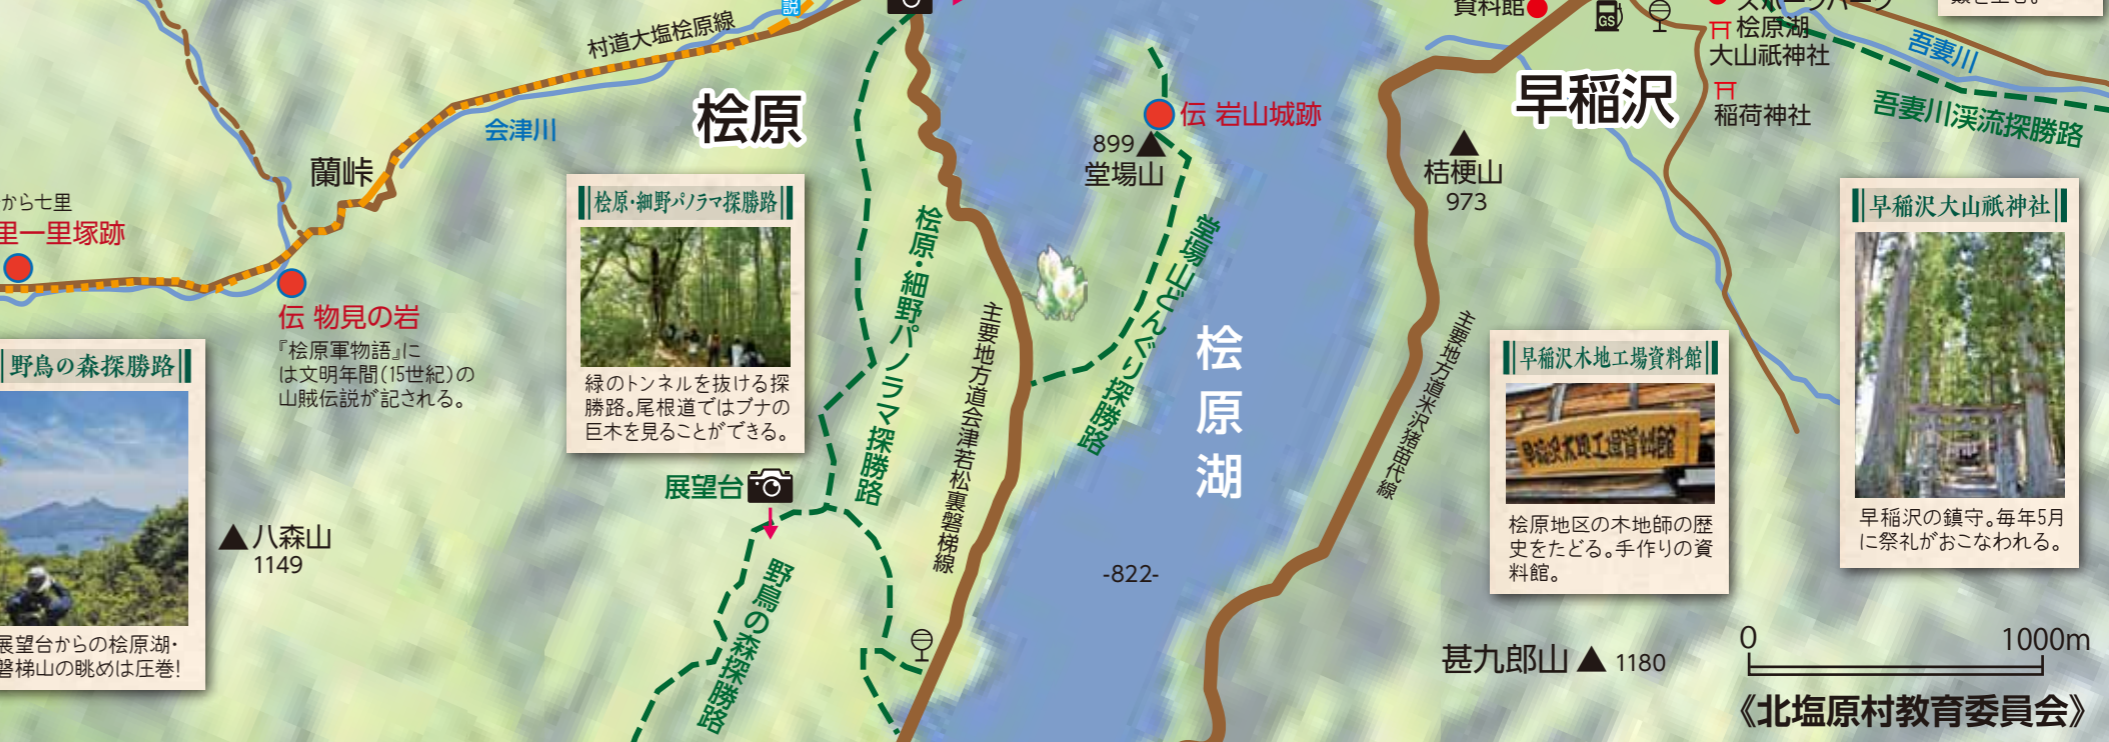 資料館
説
村道大塩桧原線
GS
桧原湖
大山祇神社
吾妻川
稲荷神社
早稲沢
桧原
会津川
伝 岩山城跡
899
堂場山
桔梗山
973
吾妻川渓流探勝路
蘭峠
から七里
里一里塚跡
伝 物見の岩
『桧原軍物語』に
は文明年間(15世紀)の
山賊伝説が記される。
桧原・細野パノラマ探勝路
緑のトンネルを抜ける探
勝路。尾根道ではブナの
巨木を見ることができる。
桧原・細野パノラマ探勝路
主要地方道会津若松裏磐梯線
堂場山どんぐり探勝路
桧原湖
主要地方道米沢猪苗代線
早稲沢大山祇神社
早稲沢の鎮守。毎年5月
に祭礼がおこなわれる。
早稲沢木地工場資料館
早稲沢木地工場資料館
桧原地区の木地師の歴
史をたどる。手作りの資
料館。
野鳥の森探勝路
展望台からの桧原湖・
磐梯山の眺めは圧巻!
八森山
1149
展望台
野鳥の森探勝路
-822-
甚九郎山
1180
0
1000m
《北塩原村教育委員会》